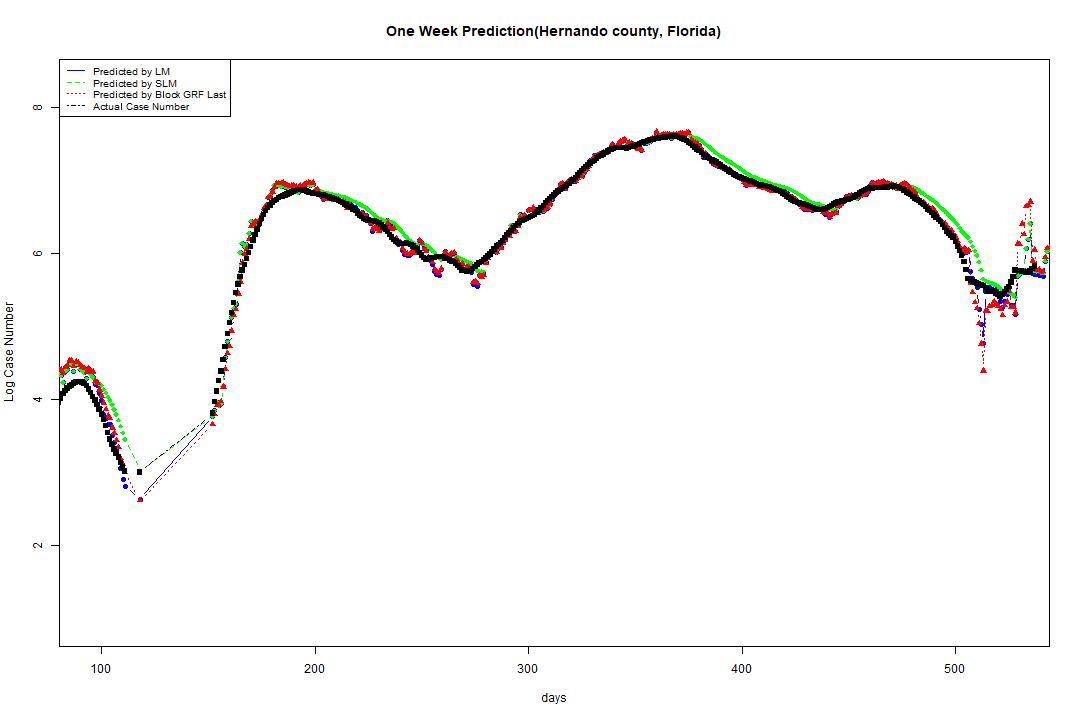 One Week Prediction(Hernando county, Florida)
Predicted by LM
Predicted by SLM
Predicted by Block GRF Last
Actual Case Number
8
6
4
2
Log Case Number
100 200 300 400 500
days